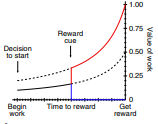 1.00
Reward
cue
Decision
to start
0.75
0.50
0.25
0
Value of work
Begin
work
Time to reward
Get
reward